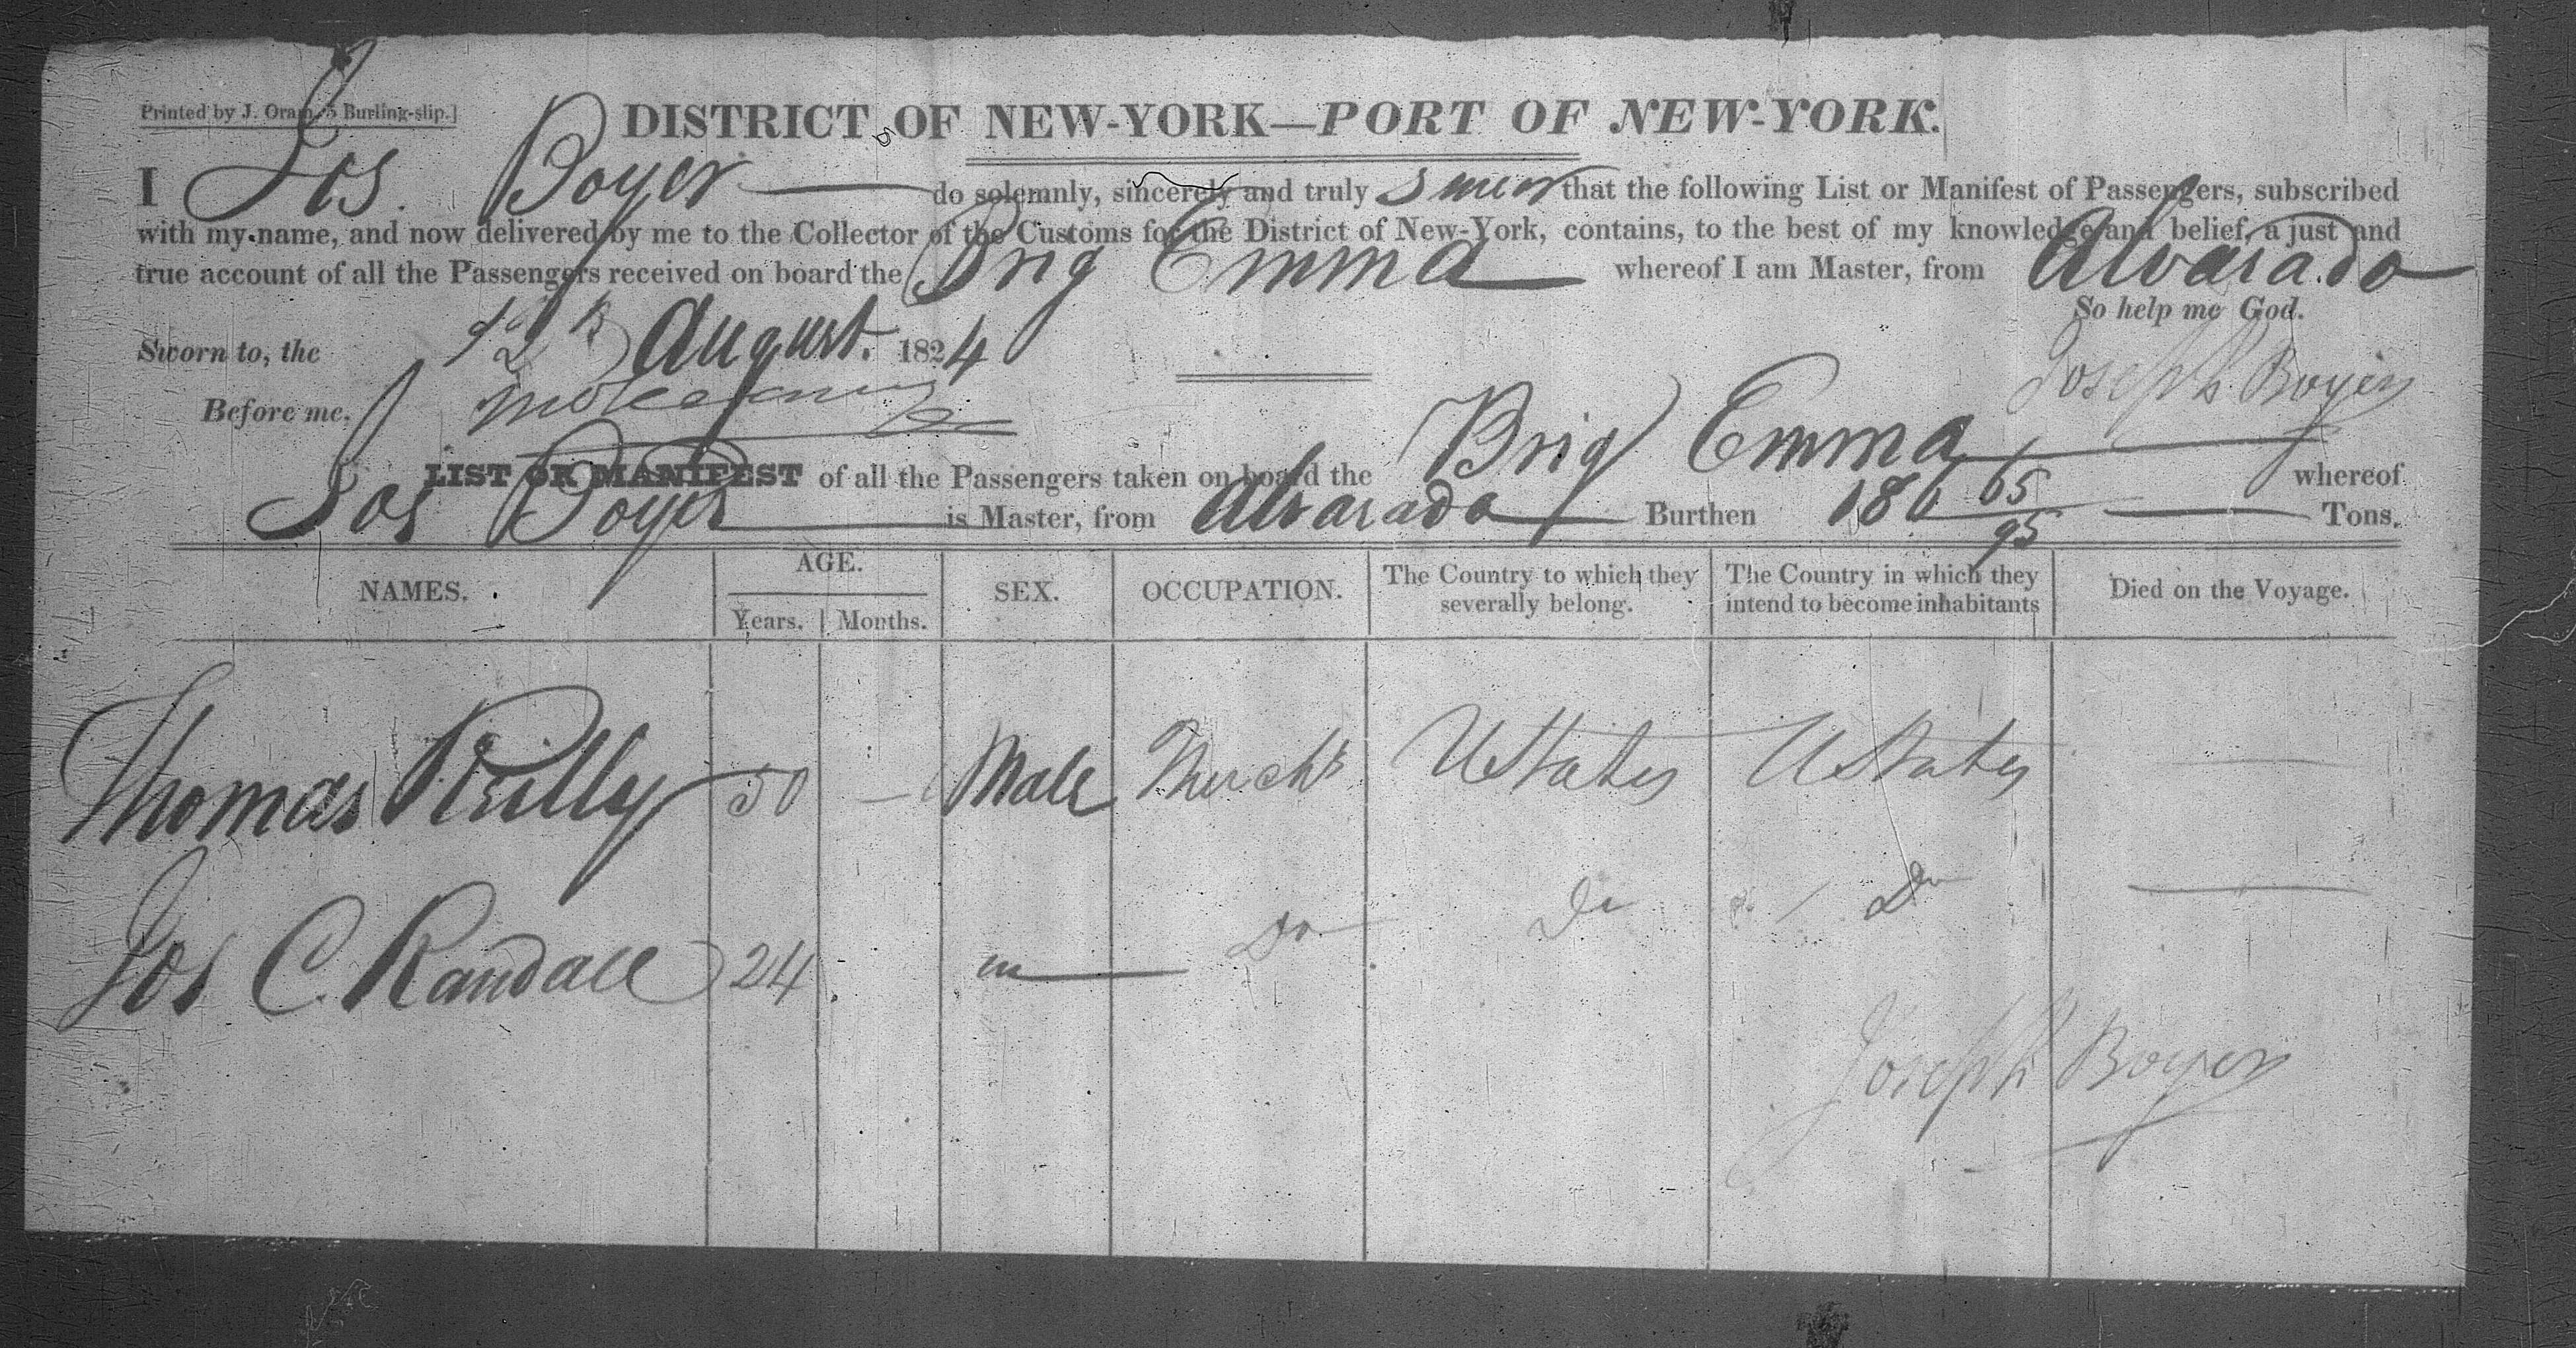 Printed by J. Oram, 5 Burling-slip.]
DISTRICT OF NEW-YORK—PORT OF NEW-YORK.
I Jos. Boyer do solemnly, sincerely and truly swear that the following List or Manifest of Passengers, subscribed
with my name, and now delivered by me to the Collector of the Customs for the District of New-York, contains, to the best of my knowledge and belief, a just and
true account of all the Passengers received on board the Brig Emma whereof I am Master, from Alvarado
So help me God.
Sworn to, the 12th August. 1824
Joseph Boyer
Before me,
LIST OR MANIFEST of all the Passengers taken on board the Brig Emma whereof
Jos Boyer is Master, from Alvarado Burthen 186 65/95 Tons.
NAMES. AGE. Years. Months. SEX. OCCUPATION. The Country to which they severally belong. The Country in which they intend to become inhabitants Died on the Voyage.
Thomas Reilly 50 — Male Mercht UStates UStates —
Jos C. Randall 24 m — Do Do Do —
Joseph Boyer